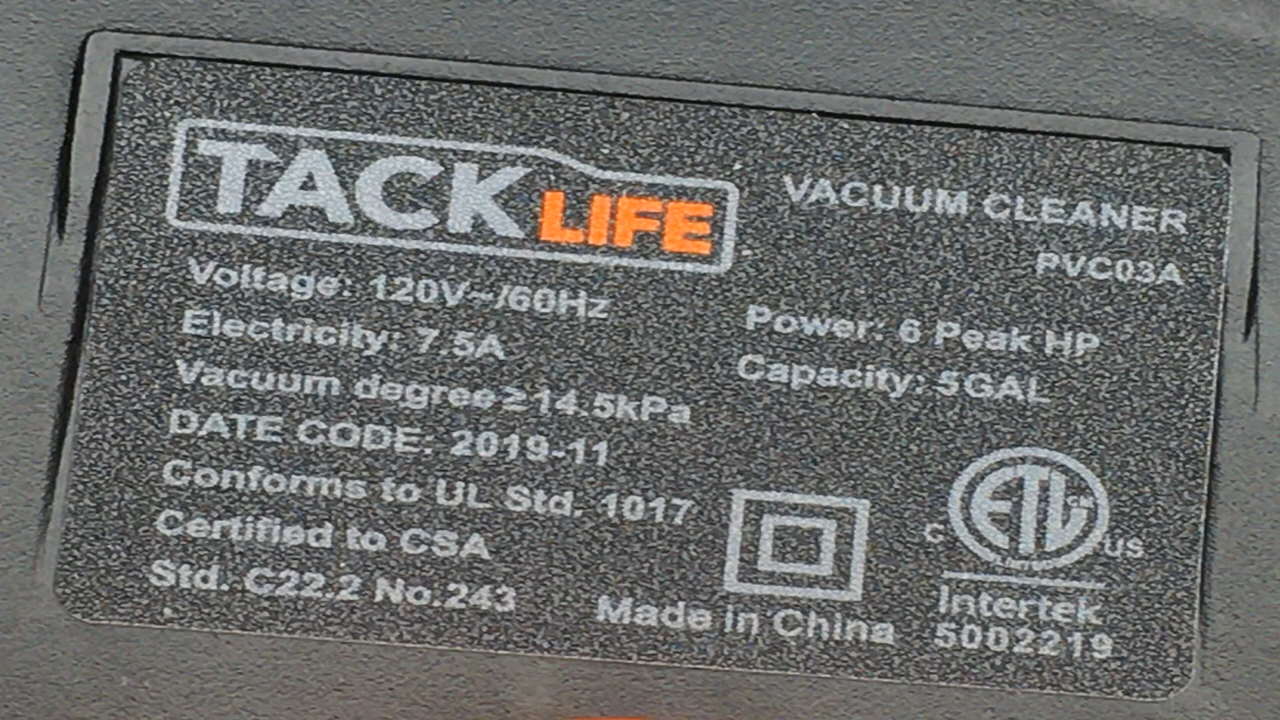 TACK LIFE
VACUUM CLEANER
PVC03A
Voltage: 120V~/60Hz
Power: 6 Peak HP
Electricity: 7.5A
Capacity: 5GAL
Vacuum degree≥14.5kPa
DATE CODE: 2019-11
Conforms to UL Std. 1017
Certified to CSA
Std. C22.2 No.243
Made in China
ETL
C US
Intertek
5002219